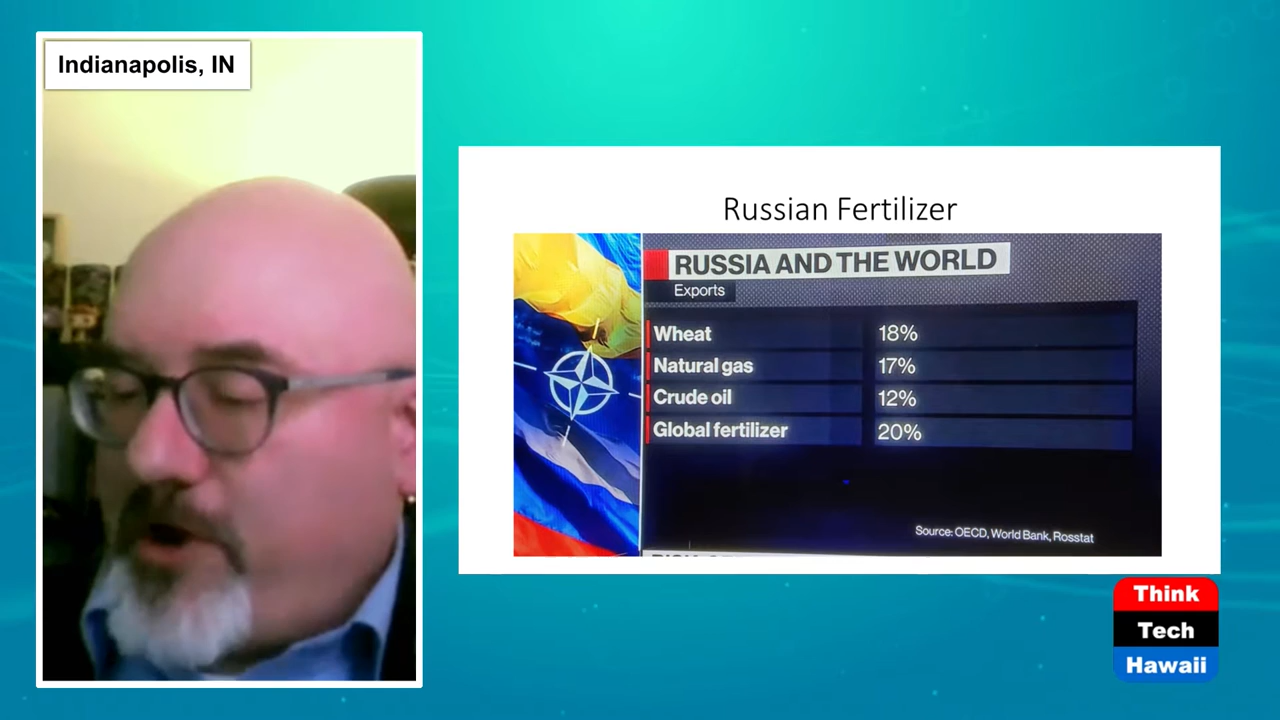 Indianapolis, IN
Russian Fertilizer
RUSSIA AND THE WORLD
Exports
Wheat 18%
Natural gas 17%
Crude oil 12%
Global fertilizer 20%
Source: OECD, World Bank, Rosstat
Think
Tech
Hawaii